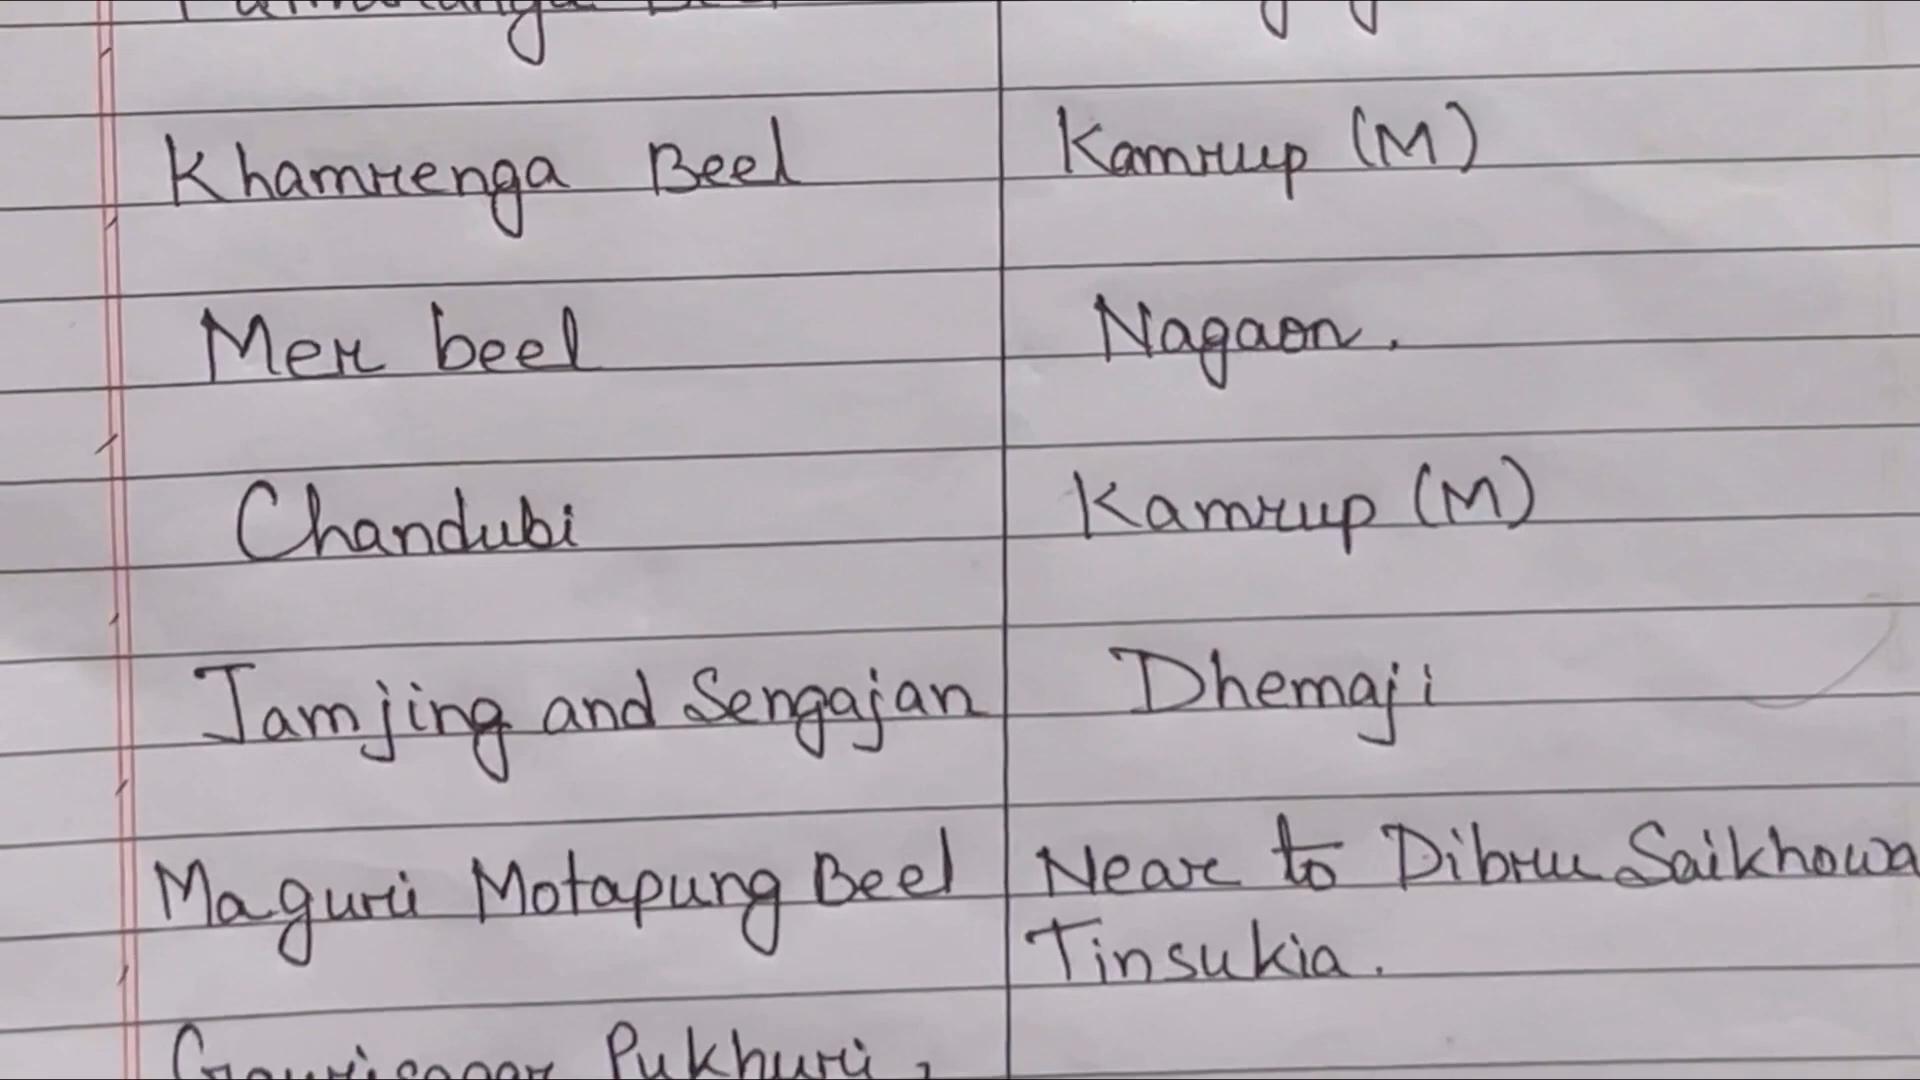 Khamrenga Beel Kamrup (M)
Mer beel Nagaon.
Chandubi Kamrup (M)
Jamjing and Sengajan Dhemaji
Maguri Motapung Beel Near to Dibru Saikhowa
Tinsukia.
Gaurisagar Pukhuri,